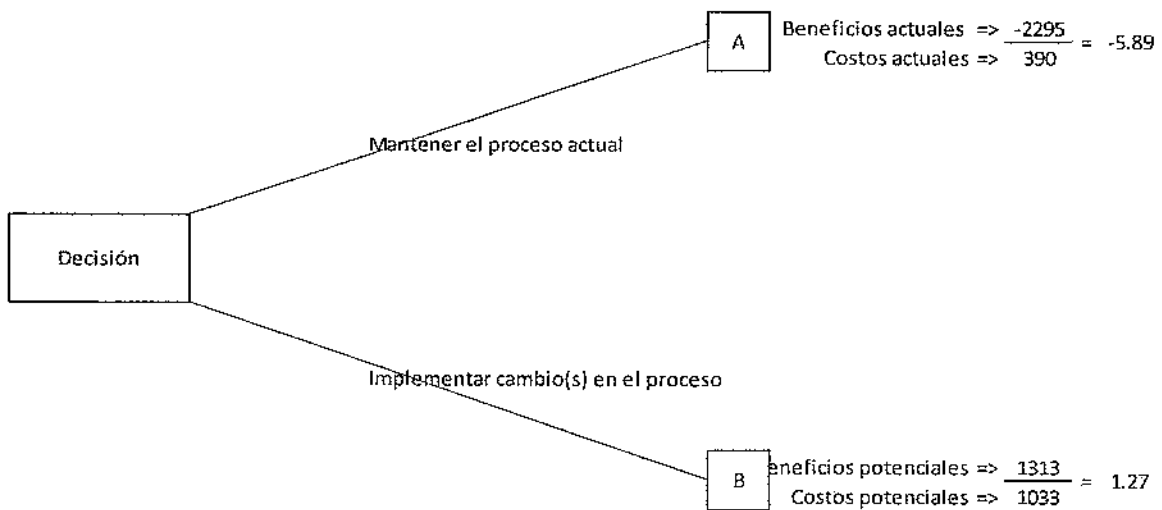 A
Beneficios actuales => -2295 = -5.89
Costos actuales => 390
Mantener el proceso actual
Decisión
Implementar cambio(s) en el proceso
B
eneficios potenciales => 1313 = 1.27
Costos potenciales => 1033